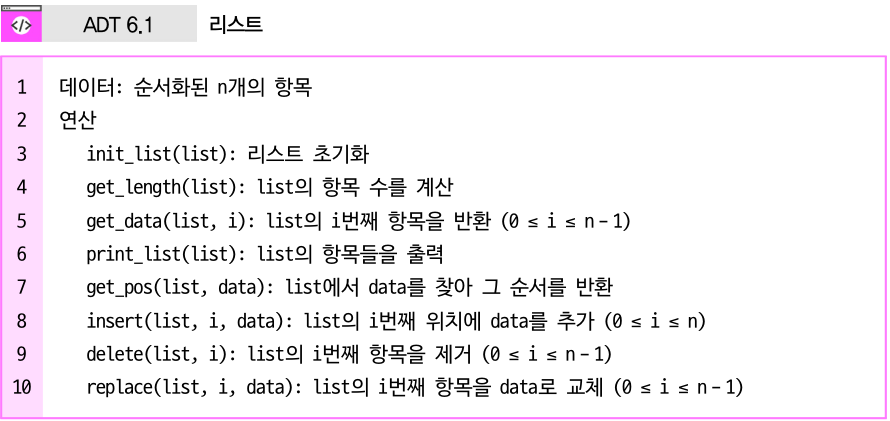 </> ADT 6.1 리스트
1 데이터: 순서화된 n개의 항목
2 연산
3 init_list(list): 리스트 초기화
4 get_length(list): list의 항목 수를 계산
5 get_data(list, i): list의 i번째 항목을 반환 (0 ≤ i ≤ n-1)
6 print_list(list): list의 항목들을 출력
7 get_pos(list, data): list에서 data를 찾아 그 순서를 반환
8 insert(list, i, data): list의 i번째 위치에 data를 추가 (0 ≤ i ≤ n)
9 delete(list, i): list의 i번째 항목을 제거 (0 ≤ i ≤ n-1)
10 replace(list, i, data): list의 i번째 항목을 data로 교체 (0 ≤ i ≤ n-1)